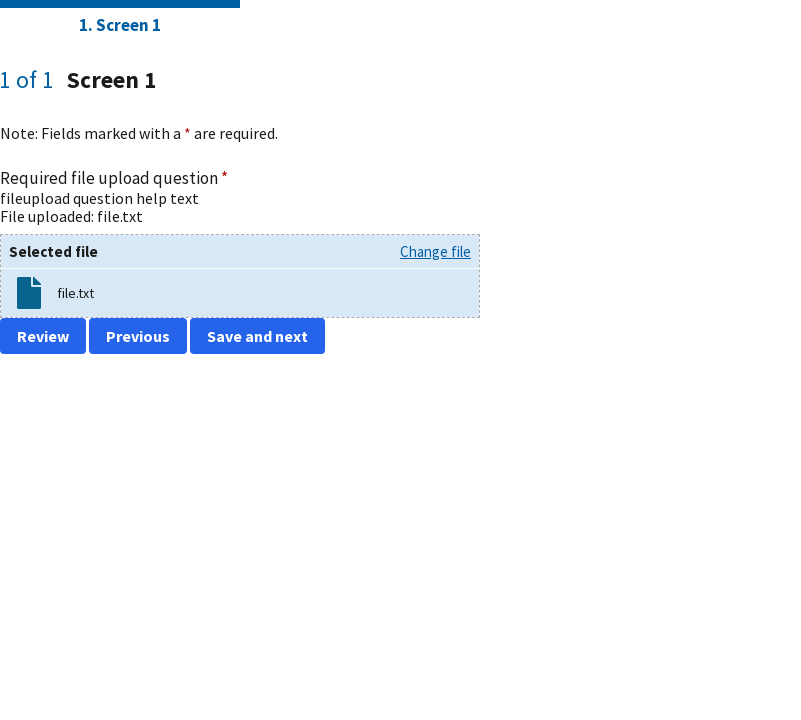 1. Screen 1
1 of 1 Screen 1
Note: Fields marked with a * are required.
Required file upload question *
fileupload question help text
File uploaded: file.txt
Selected file Change file
file.txt
Review Previous Save and next